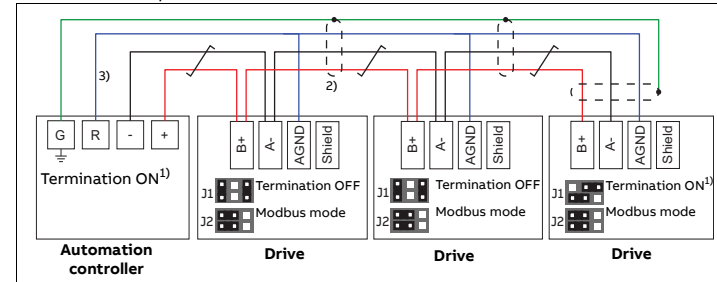 3)
2)
G
R
-
+
B+
A-
AGND
Shield
B+
A-
AGND
Shield
B+
A-
AGND
Shield
Termination ON1)
J1
Termination OFF
J2
Modbus mode
J1
Termination OFF
J2
Modbus mode
J1
Termination ON1)
J2
Modbus mode
Automation
controller
Drive
Drive
Drive